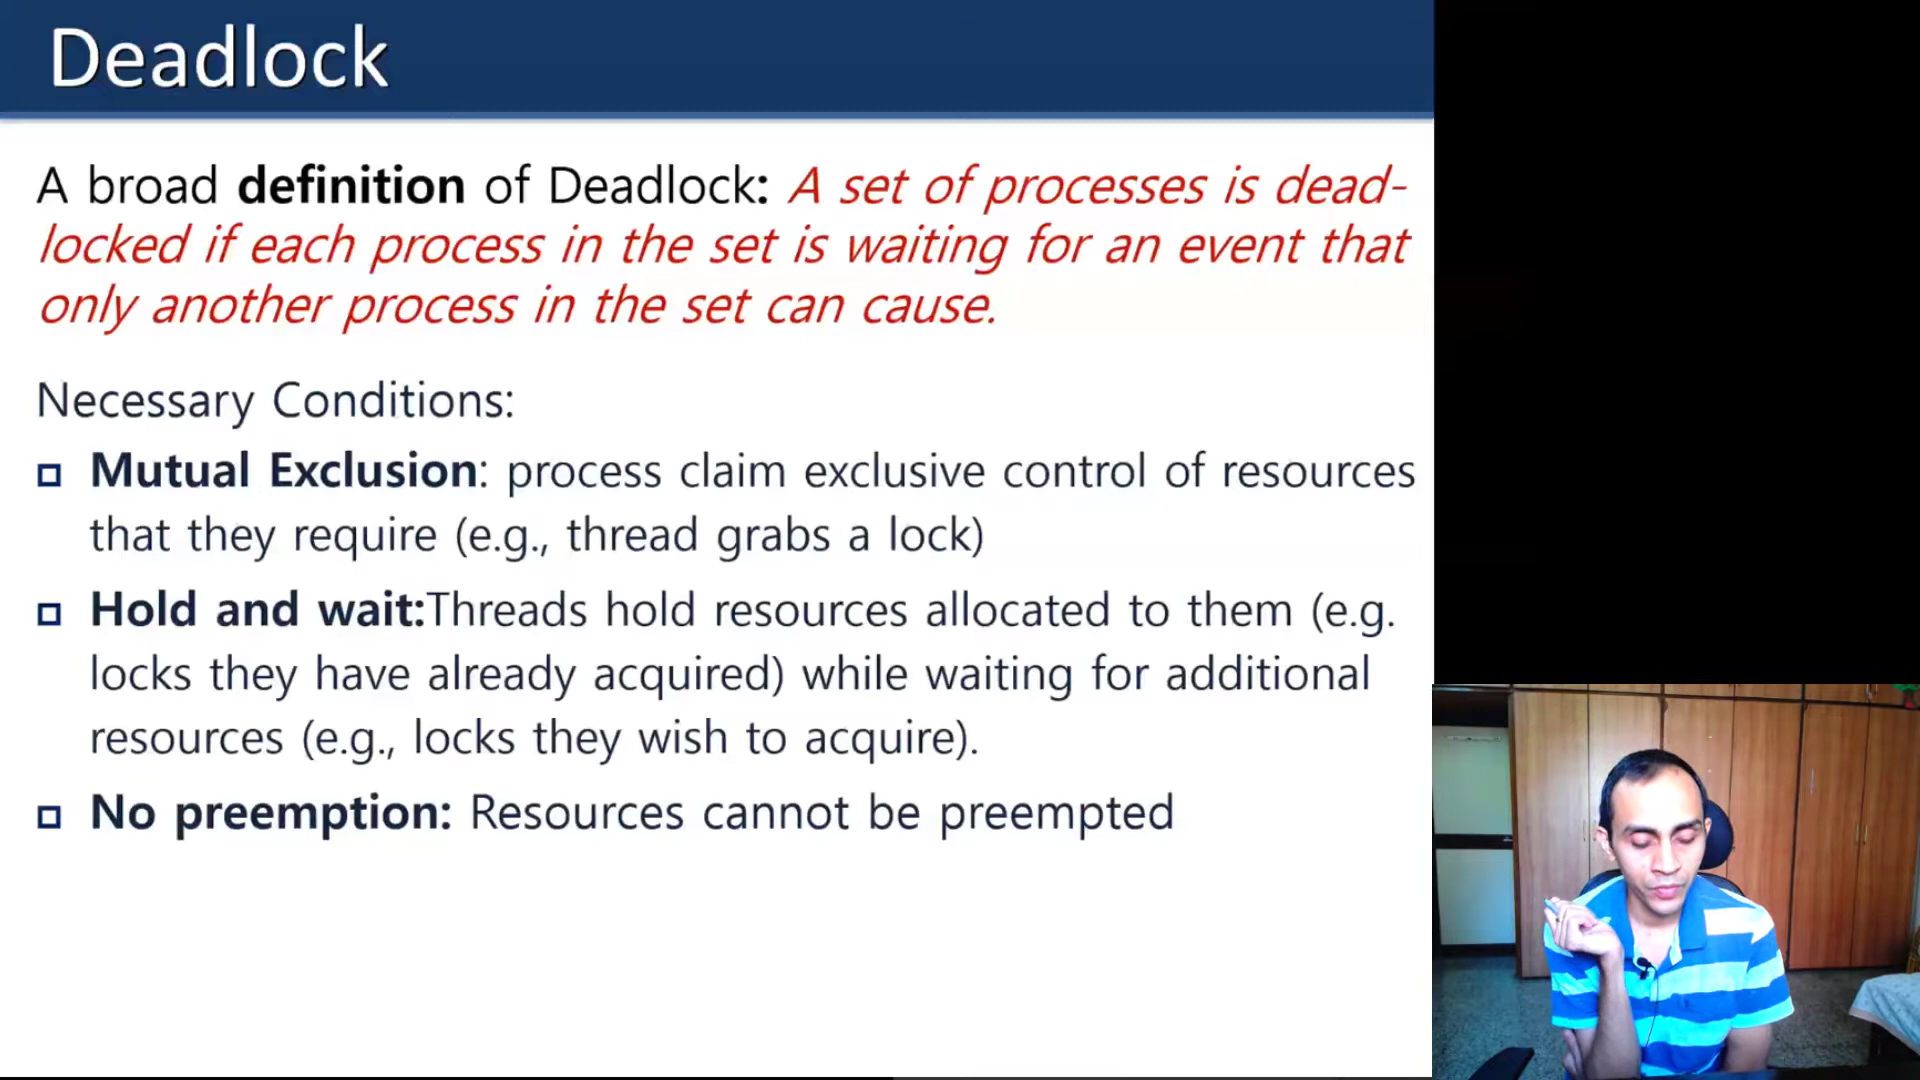 Deadlock
A broad definition of Deadlock: A set of processes is dead-
locked if each process in the set is waiting for an event that
only another process in the set can cause.
Necessary Conditions:
Mutual Exclusion: process claim exclusive control of resources
that they require (e.g., thread grabs a lock)
Hold and wait:Threads hold resources allocated to them (e.g.
locks they have already acquired) while waiting for additional
resources (e.g., locks they wish to acquire).
No preemption: Resources cannot be preempted